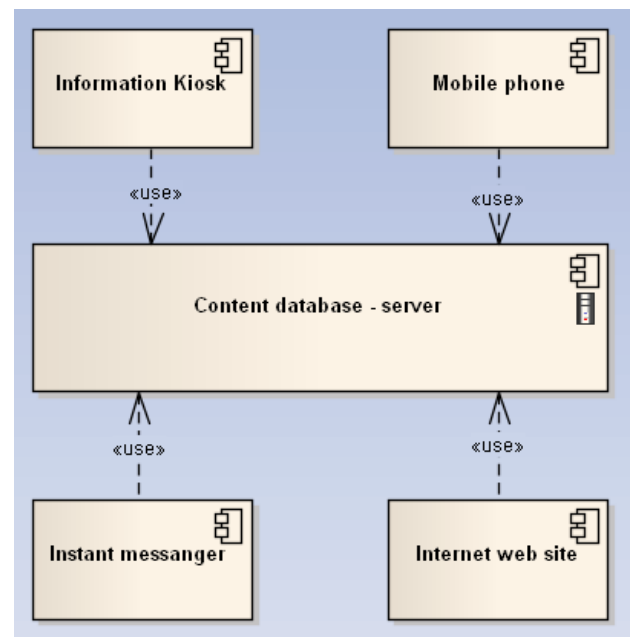 Information Kiosk
Mobile phone
«use»
«use»
Content database - server
«use»
«use»
Instant messanger
Internet web site